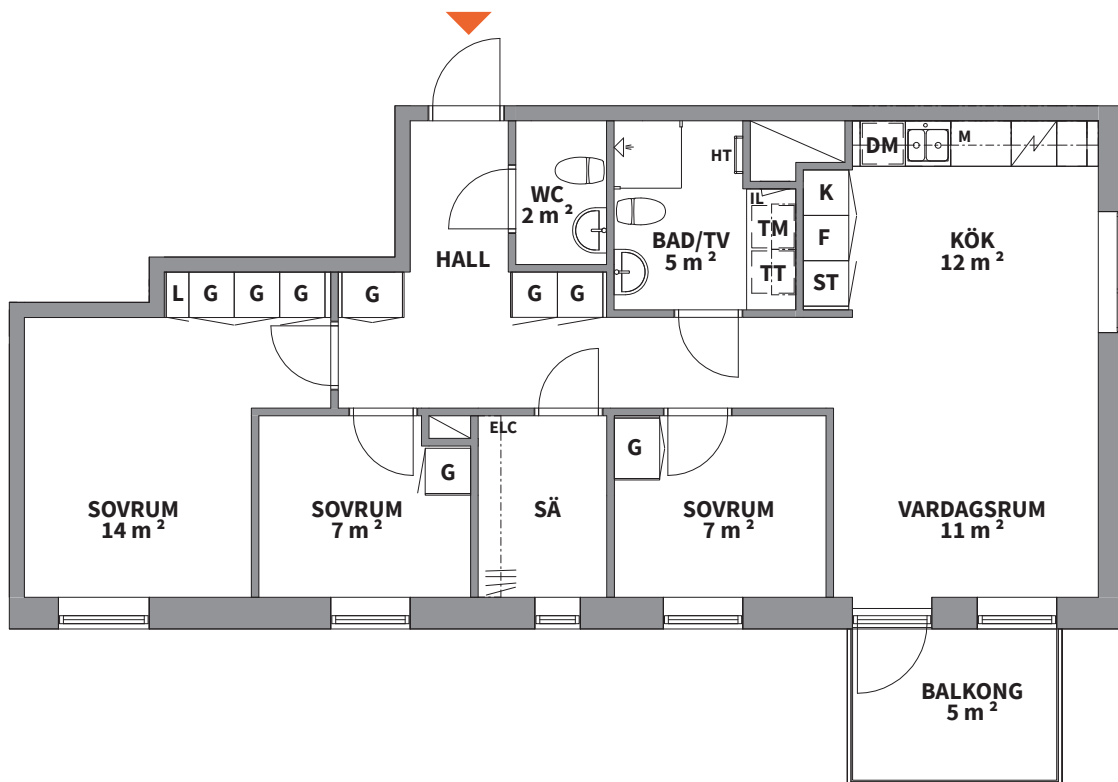 DM
M
HT
K
WC
2 m ²
IL
TM
F
BAD/TV
5 m ²
KÖK
12 m ²
HALL
TT
ST
L
G
G
G
G
G
G
ELC
G
G
SOVRUM
14 m ²
SOVRUM
7 m ²
SÄ
SOVRUM
7 m ²
VARDAGSRUM
11 m ²
BALKONG
5 m ²